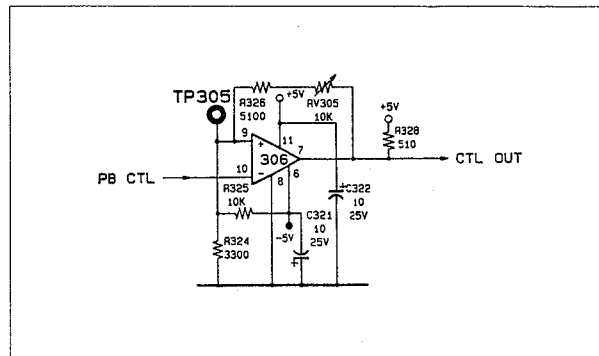 TP305
R326
5100
+5V
RV305
10K
+5V
R328
510
9
+
11
306
7
CTL OUT
PB CTL
10
-
8
6
R325
10K
+
C322
10
25V
C321
10
25V
-5V
+
R324
3300